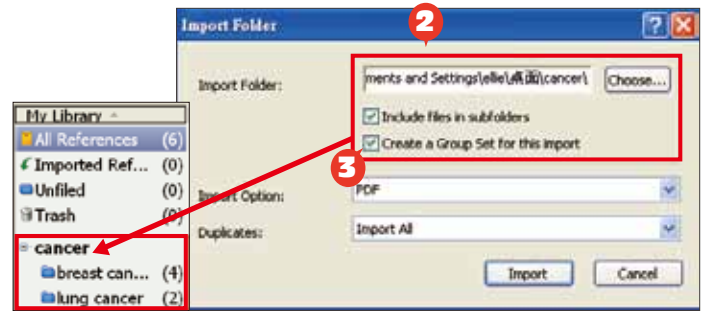 2
Import Folder
Import Folder:
ments and Settings\ellie\桌面\cancer\
Choose...
Include files in subfolders
Create a Group Set for this import
3
Import Option:
PDF
Duplicates:
Import All
Import
Cancel
My Library
All References (6)
Imported Ref... (0)
Unfiled (0)
Trash (0)
cancer
breast can... (4)
lung cancer (2)